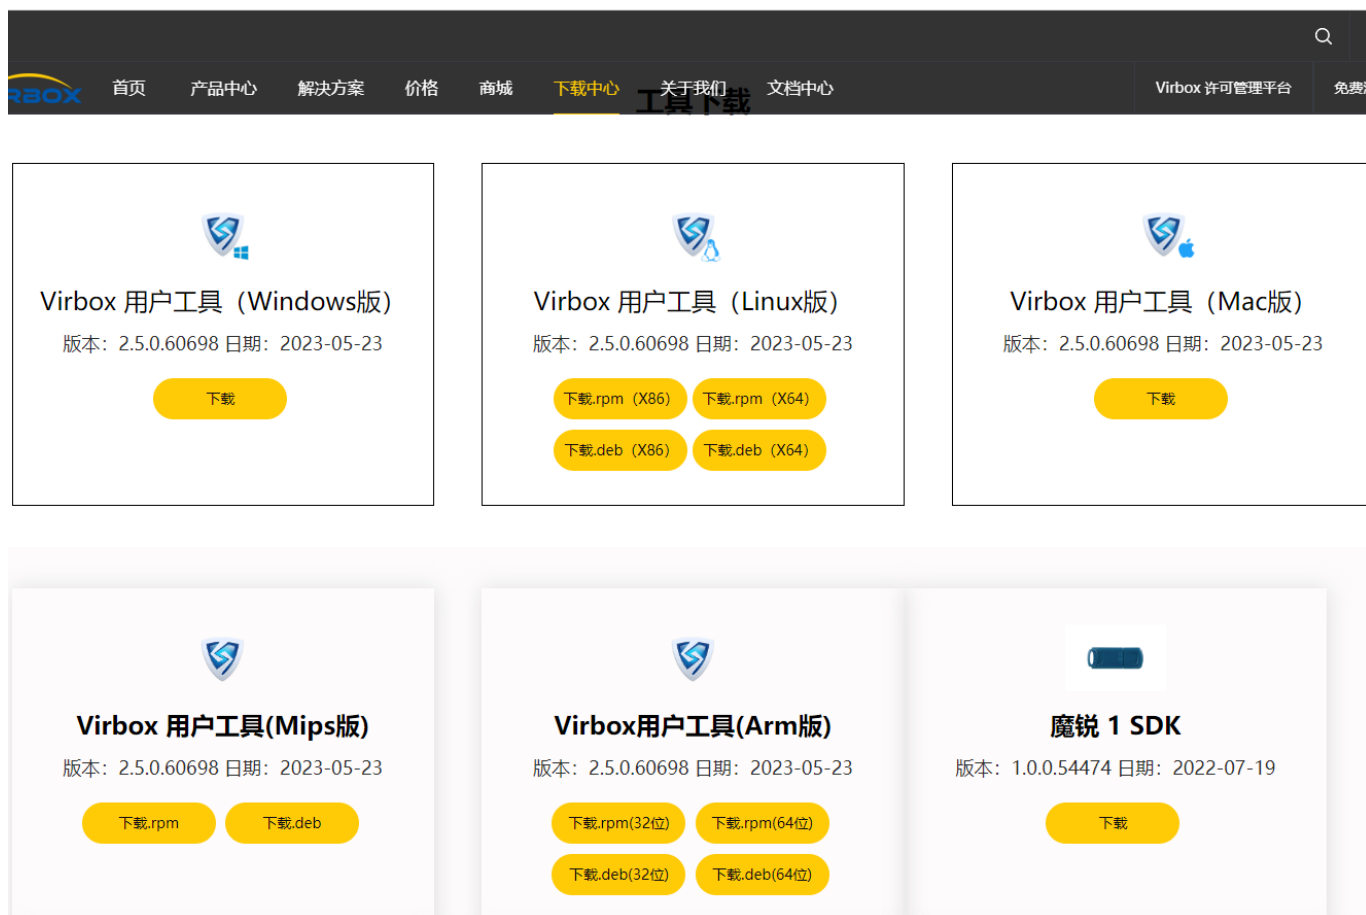 首页 产品中心 解决方案 价格 商城 下载中心 关于我们 文档中心 Virbox 许可管理平台 免费
RBOX
工具下载
Virbox 用户工具（Windows版）
版本：2.5.0.60698 日期：2023-05-23
下载
Virbox 用户工具（Linux版）
版本：2.5.0.60698 日期：2023-05-23
下载.rpm（X86） 下载.rpm（X64）
下载.deb（X86） 下载.deb（X64）
Virbox 用户工具（Mac版）
版本：2.5.0.60698 日期：2023-05-23
下载
Virbox 用户工具(Mips版)
版本：2.5.0.60698 日期：2023-05-23
下载.rpm 下载.deb
Virbox用户工具(Arm版)
版本：2.5.0.60698 日期：2023-05-23
下载.rpm(32位) 下载.rpm(64位)
下载.deb(32位) 下载.deb(64位)
魔锐 1 SDK
版本：1.0.0.54474 日期：2022-07-19
下载